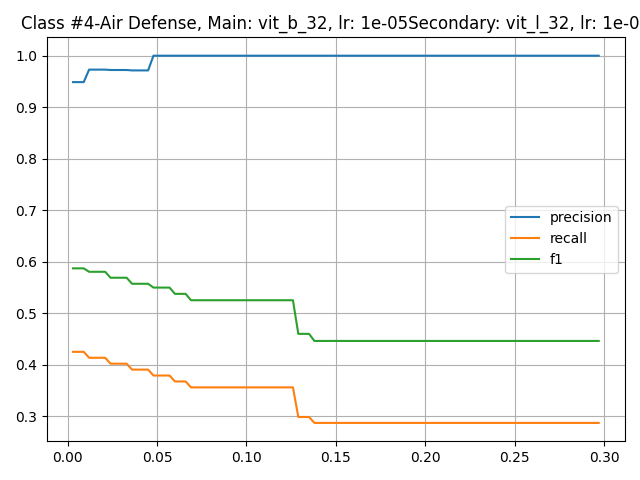 Class #4-Air Defense, Main: vit_b_32, lr: 1e-05Secondary: vit_l_32, lr: 1e-0
1.0
0.9
0.8
0.7
0.6
0.5
0.4
0.3
precision
recall
f1
0.00 0.05 0.10 0.15 0.20 0.25 0.30